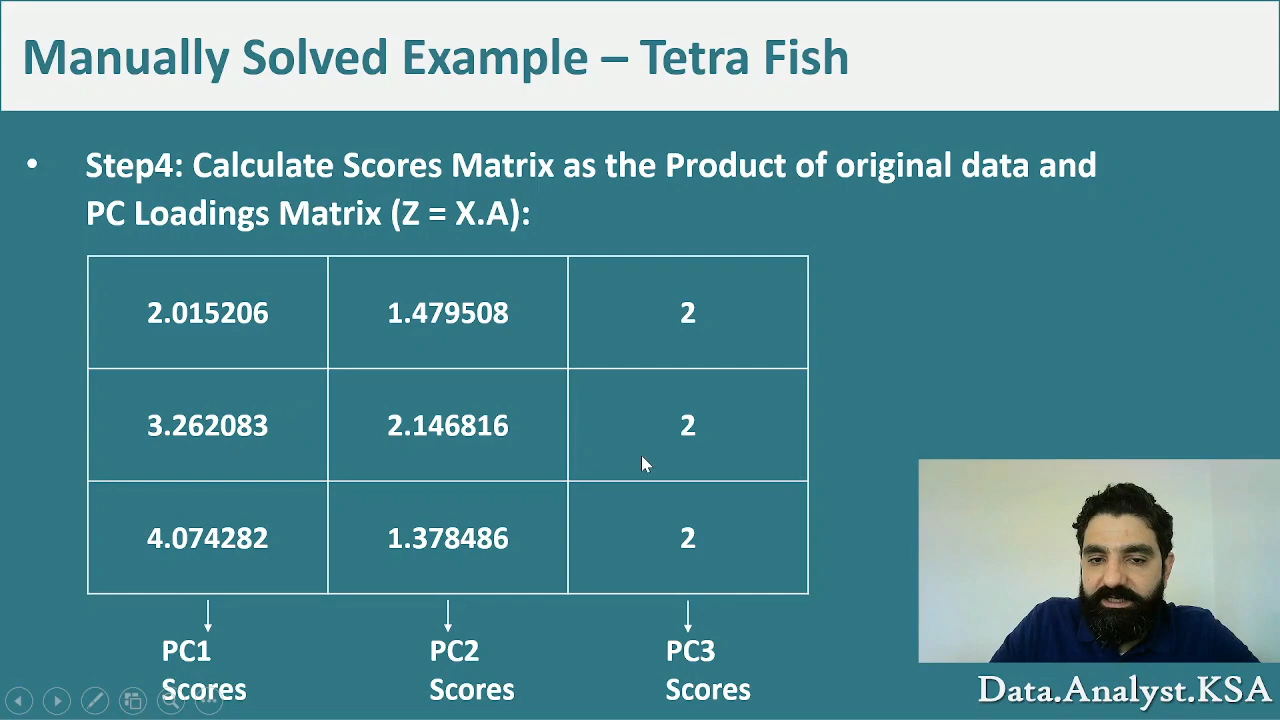 Manually Solved Example – Tetra Fish
• Step4: Calculate Scores Matrix as the Product of original data and
PC Loadings Matrix (Z = X.A):
2.015206 1.479508 2
3.262083 2.146816 2
4.074282 1.378486 2
PC1 PC2 PC3
Scores Scores Scores
Data.Analyst.KSA